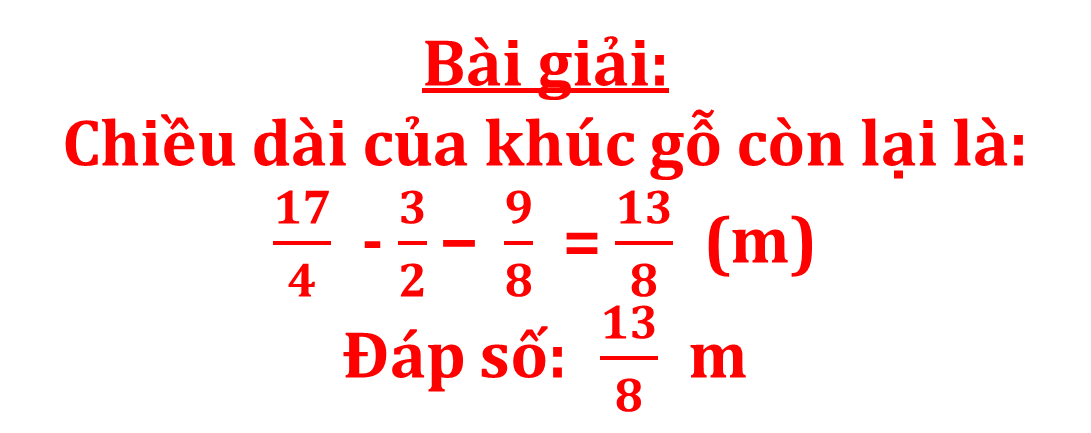 Bài giải:
Chiều dài của khúc gỗ còn lại là:
17/4 - 3/2 – 9/8 = 13/8 (m)
Đáp số: 13/8 m